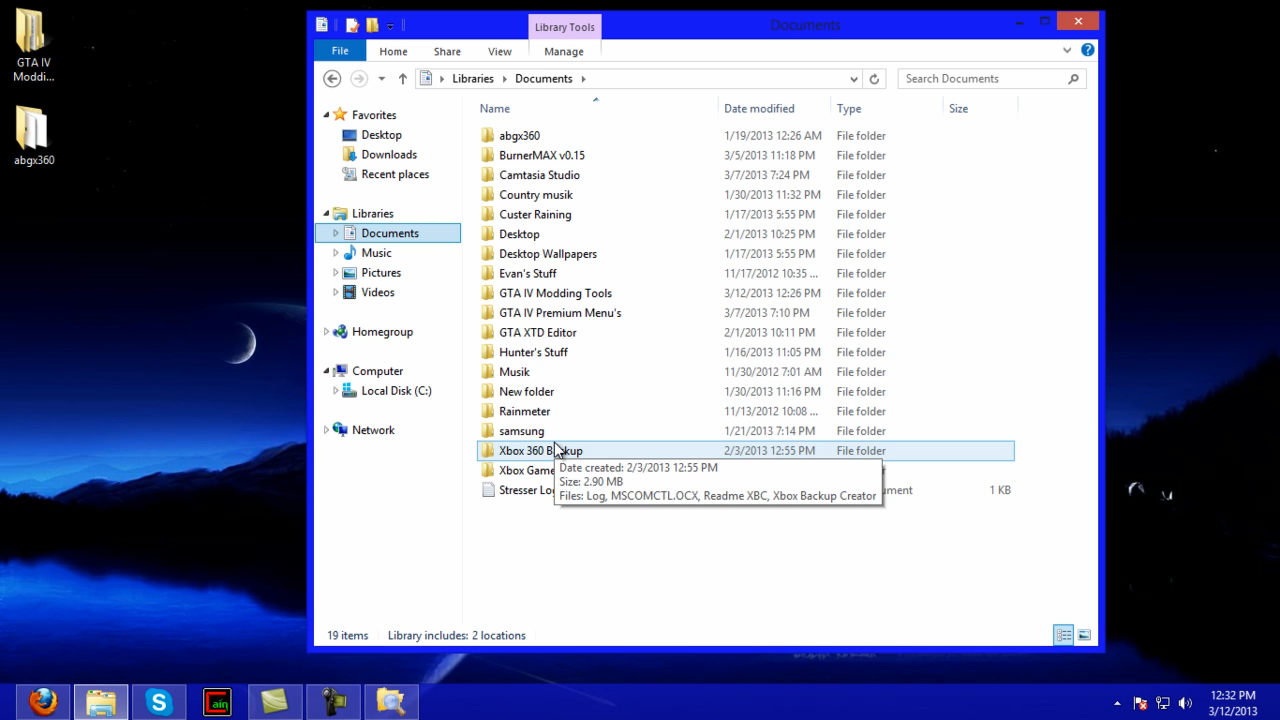 GTA IV
Moddi...
abgx360
Library Tools
Documents
File Home Share View Manage
Libraries Documents
Search Documents
Name Date modified Type Size
Favorites
Desktop
Downloads
Recent places
Libraries
Documents
Music
Pictures
Videos
Homegroup
Computer
Local Disk (C:)
Network
abgx360 1/19/2013 12:26 AM File folder
BurnerMAX v0.15 3/5/2013 11:18 PM File folder
Camtasia Studio 3/7/2013 7:24 PM File folder
Country musik 1/30/2013 11:32 PM File folder
Custer Raining 1/17/2013 5:55 PM File folder
Desktop 2/1/2013 10:25 PM File folder
Desktop Wallpapers 1/17/2013 5:55 PM File folder
Evan's Stuff 11/17/2012 10:35 ... File folder
GTA IV Modding Tools 3/12/2013 12:26 PM File folder
GTA IV Premium Menu's 3/7/2013 7:10 PM File folder
GTA XTD Editor 2/1/2013 10:11 PM File folder
Hunter's Stuff 1/16/2013 11:05 PM File folder
Musik 11/30/2012 7:01 AM File folder
New folder 1/30/2013 11:16 PM File folder
Rainmeter 11/13/2012 10:08 ... File folder
samsung 1/21/2013 7:14 PM File folder
Xbox 360 Backup 2/3/2013 12:55 PM File folder
Xbox Game
Date created: 2/3/2013 12:55 PM
Size: 2.90 MB
Files: Log, MSCOMCTL.OCX, Readme XBC, Xbox Backup Creator
Stresser 1 KB
19 items Library includes: 2 locations
Cain
12:32 PM
3/12/2013